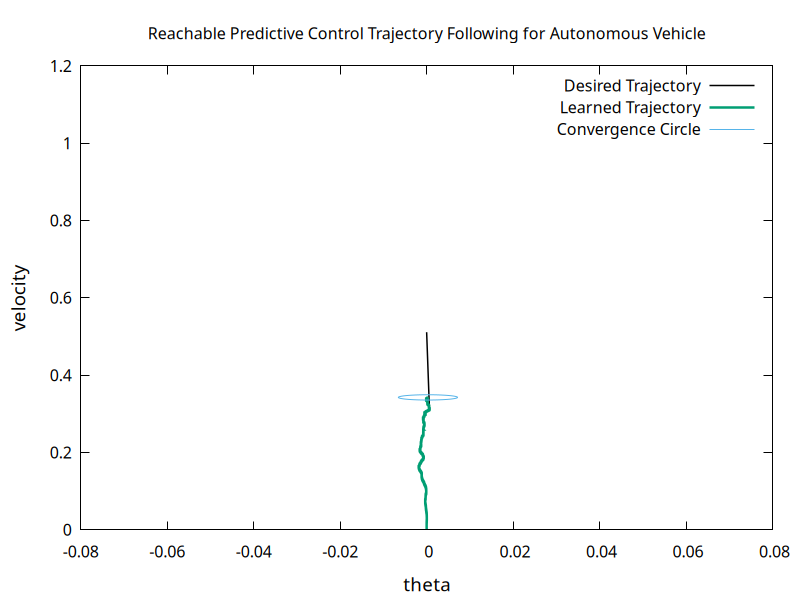 Reachable Predictive Control Trajectory Following for Autonomous Vehicle
Desired Trajectory
Learned Trajectory
Convergence Circle
velocity
1.2
1
0.8
0.6
0.4
0.2
0
-0.08 -0.06 -0.04 -0.02 0 0.02 0.04 0.06 0.08
theta